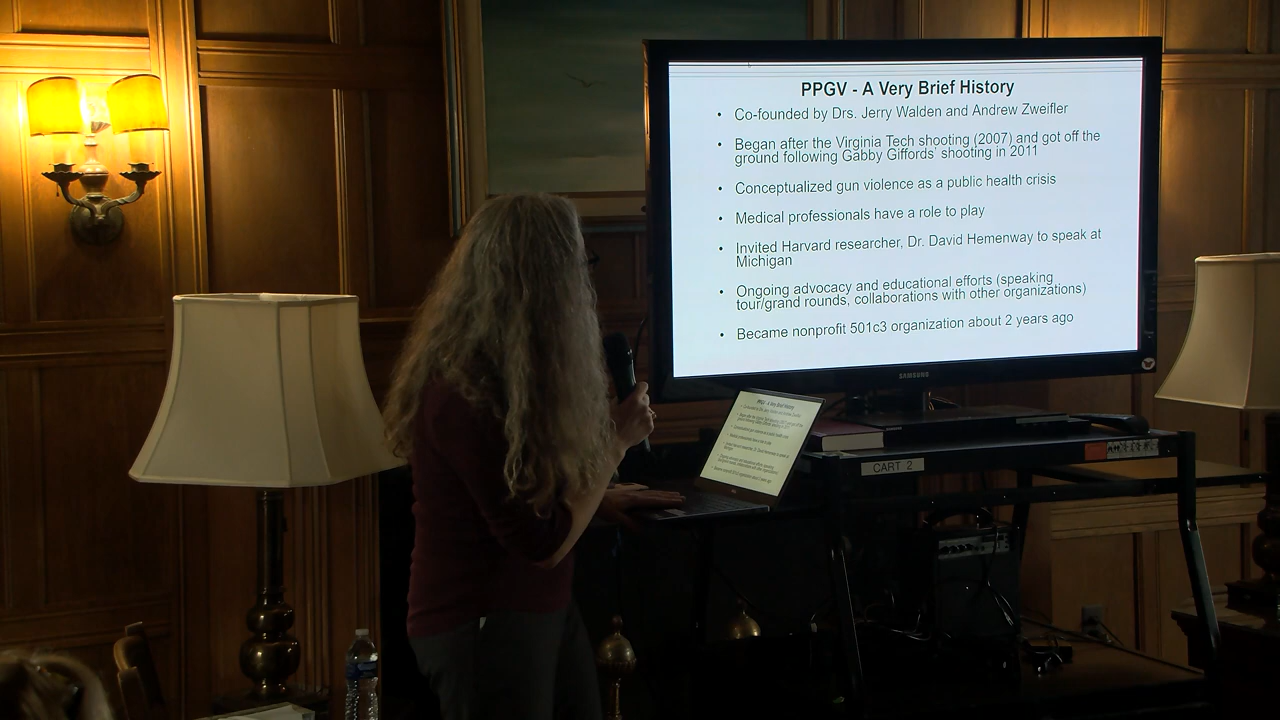 PPGV - A Very Brief History
• Co-founded by Drs. Jerry Walden and Andrew Zweifler
• Began after the Virginia Tech shooting (2007) and got off the
ground following Gabby Giffords' shooting in 2011
• Conceptualized gun violence as a public health crisis
• Medical professionals have a role to play
• Invited Harvard researcher, Dr. David Hemenway to speak at
Michigan
• Ongoing advocacy and educational efforts (speaking
tour/grand rounds, collaborations with other organizations)
• Became nonprofit 501c3 organization about 2 years ago
SAMSUNG
PPGV - A Very Brief History
CART 2